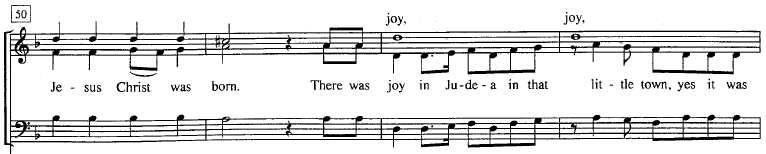 50
joy,
joy,
Je - sus Christ was born. There was joy in Ju - de - a in that lit - tle town, yes it was